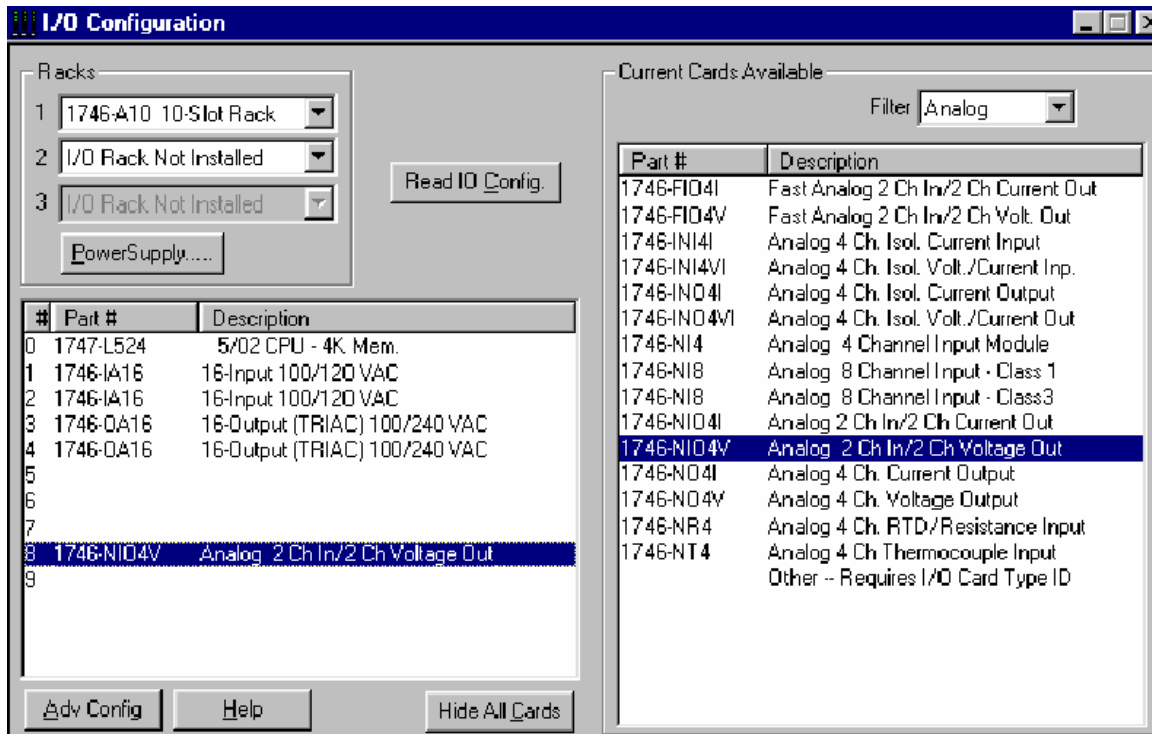 I/O Configuration
Racks
1 1746-A10 10-Slot Rack
2 I/O Rack Not Installed
3 I/O Rack Not Installed
PowerSupply.....
Read IO Config.
# Part # Description
0 1747-L524 5/02 CPU - 4K Mem.
1 1746-IA16 16-Input 100/120 VAC
2 1746-IA16 16-Input 100/120 VAC
3 1746-OA16 16-Output (TRIAC) 100/240 VAC
4 1746-OA16 16-Output (TRIAC) 100/240 VAC
5
6
7
8 1746-NIO4V Analog 2 Ch In/2 Ch Voltage Out
9
Adv Config Help Hide All Cards
Current Cards Available
Filter Analog
Part # Description
1746-FIO4I Fast Analog 2 Ch In/2 Ch Current Out
1746-FIO4V Fast Analog 2 Ch In/2 Ch Volt. Out
1746-INI4I Analog 4 Ch. Isol. Current Input
1746-INI4VI Analog 4 Ch. Isol. Volt./Current Inp.
1746-INO4I Analog 4 Ch. Isol. Current Output
1746-INO4VI Analog 4 Ch. Isol. Volt./Current Out
1746-NI4 Analog 4 Channel Input Module
1746-NI8 Analog 8 Channel Input - Class 1
1746-NI8 Analog 8 Channel Input - Class3
1746-NIO4I Analog 2 Ch In/2 Ch Current Out
1746-NIO4V Analog 2 Ch In/2 Ch Voltage Out
1746-NO4I Analog 4 Ch. Current Output
1746-NO4V Analog 4 Ch. Voltage Output
1746-NR4 Analog 4 Ch. RTD/Resistance Input
1746-NT4 Analog 4 Ch Thermocouple Input
Other -- Requires I/O Card Type ID